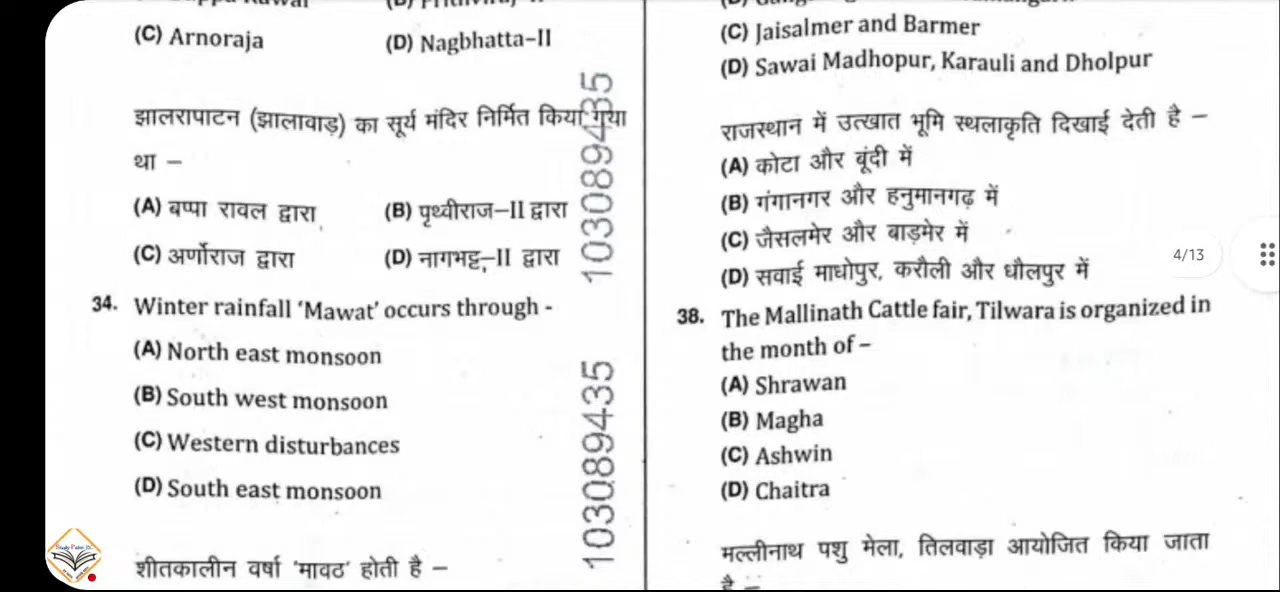 (C) Arnoraja
(D) Nagbhatta-II
झालरापाटन (झालावाड़) का सूर्य मंदिर निर्मित किया गया
था –
(A) बप्पा रावल द्वारा
(B) पृथ्वीराज-II द्वारा
(C) अर्णोराज द्वारा
(D) नागभट्ट-II द्वारा
34. Winter rainfall 'Mawat' occurs through -
(A) North east monsoon
(B) South west monsoon
(C) Western disturbances
(D) South east monsoon
शीतकालीन वर्षा 'मावठ' होती है –
103089435
103089435
(C) Jaisalmer and Barmer
(D) Sawai Madhopur, Karauli and Dholpur
राजस्थान में उत्खात भूमि स्थलाकृति दिखाई देती है –
(A) कोटा और बूंदी में
(B) गंगानगर और हनुमानगढ़ में
(C) जैसलमेर और बाड़मेर में
(D) सवाई माधोपुर, करौली और धौलपुर में
38. The Mallinath Cattle fair, Tilwara is organized in
the month of –
(A) Shrawan
(B) Magha
(C) Ashwin
(D) Chaitra
मल्लीनाथ पशु मेला, तिलवाड़ा आयोजित किया जाता
है –
4/13